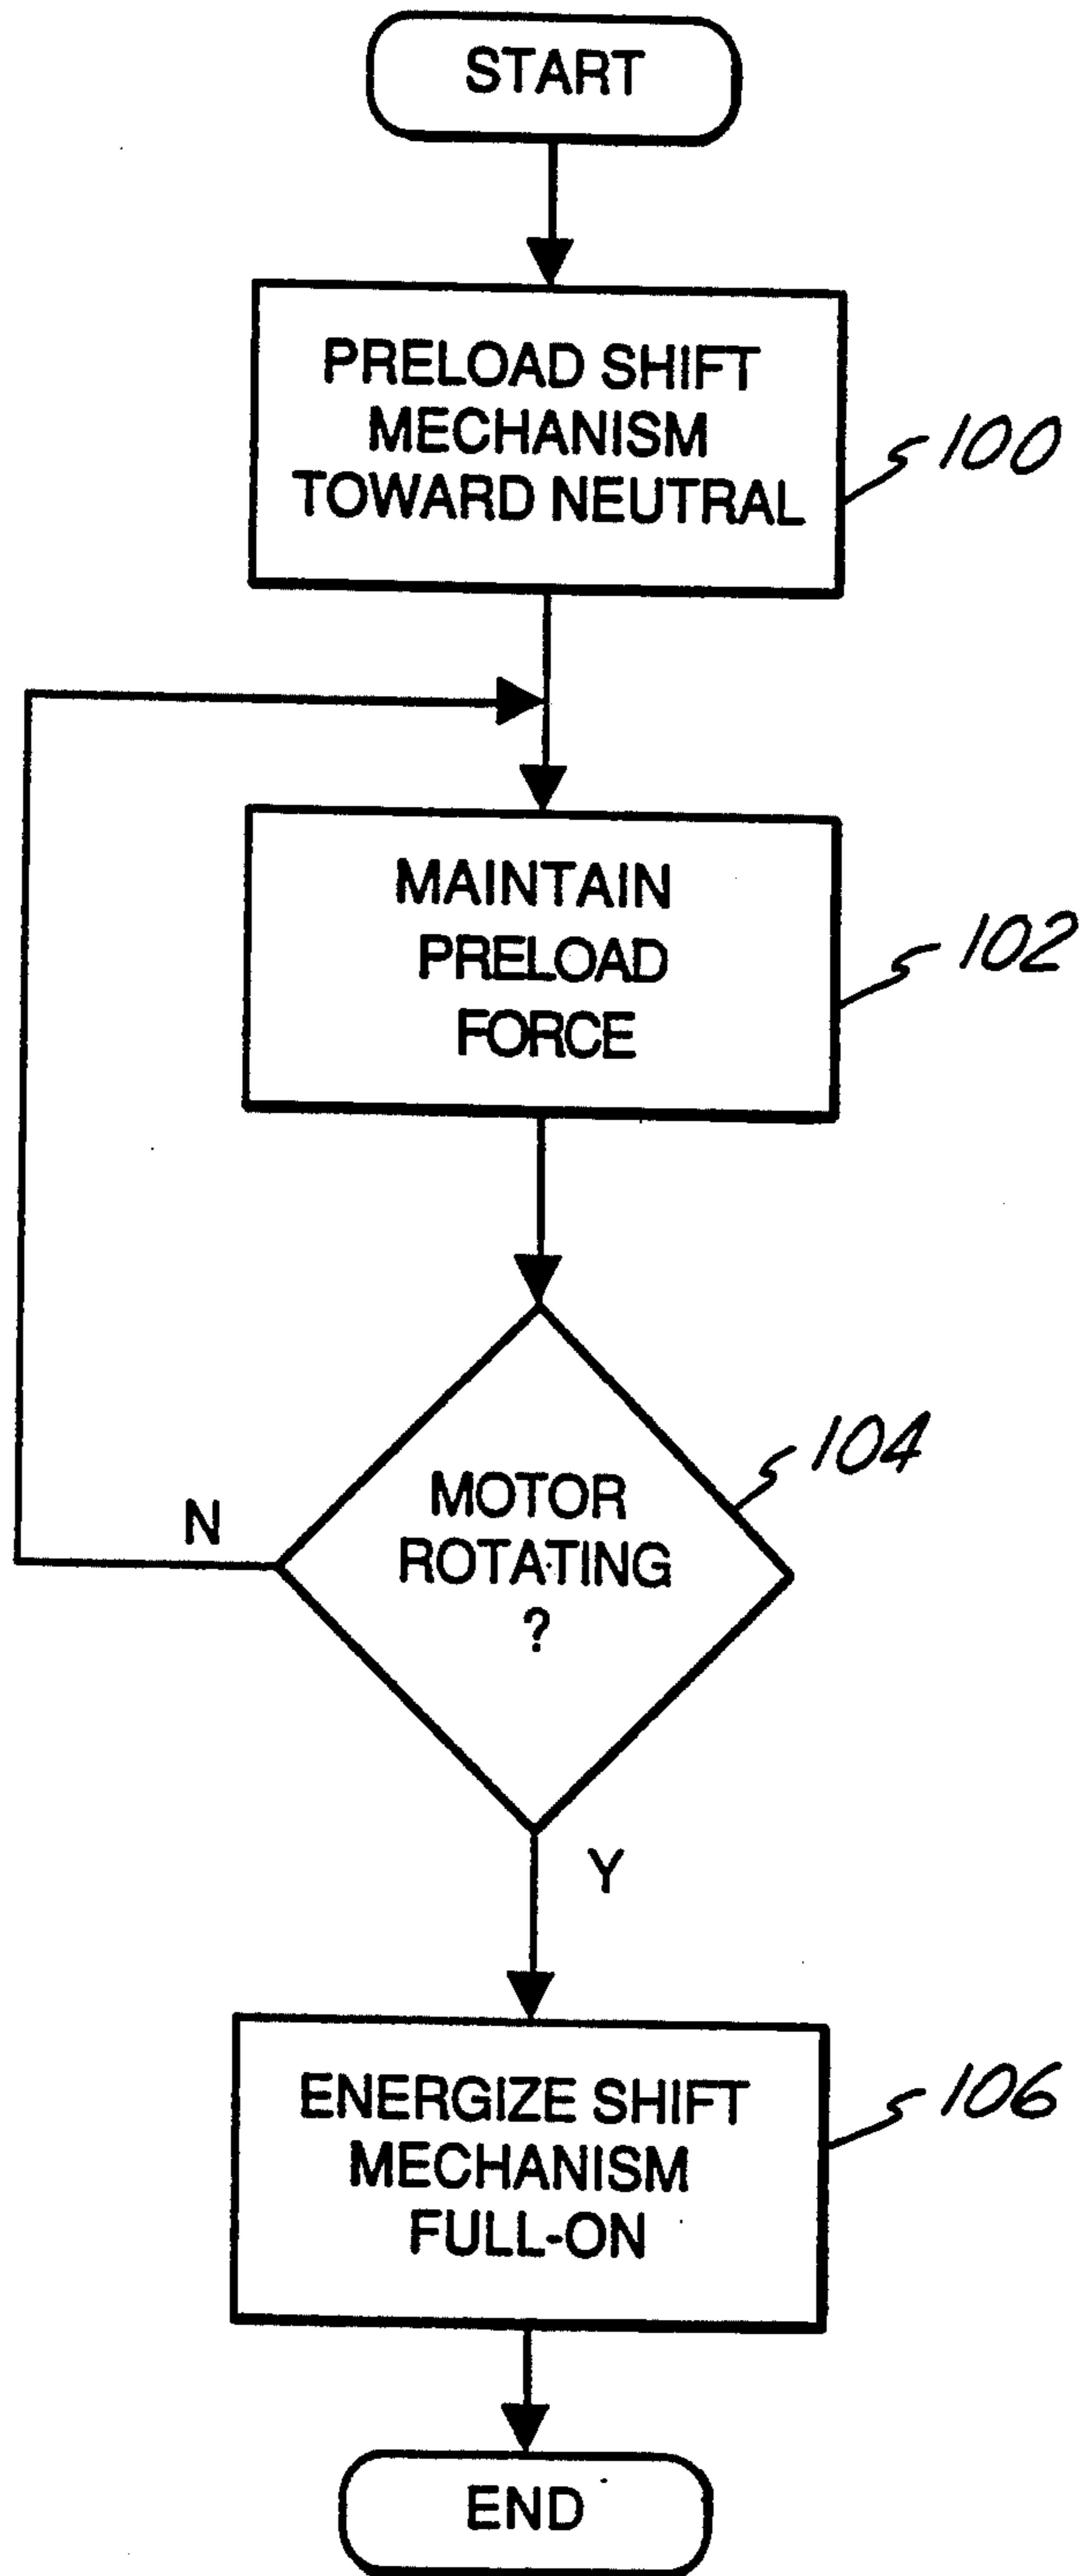 START
PRELOAD SHIFT
MECHANISM
TOWARD NEUTRAL
100
MAINTAIN
PRELOAD
FORCE
102
MOTOR
ROTATING
?
104
N
Y
ENERGIZE SHIFT
MECHANISM
FULL-ON
106
END